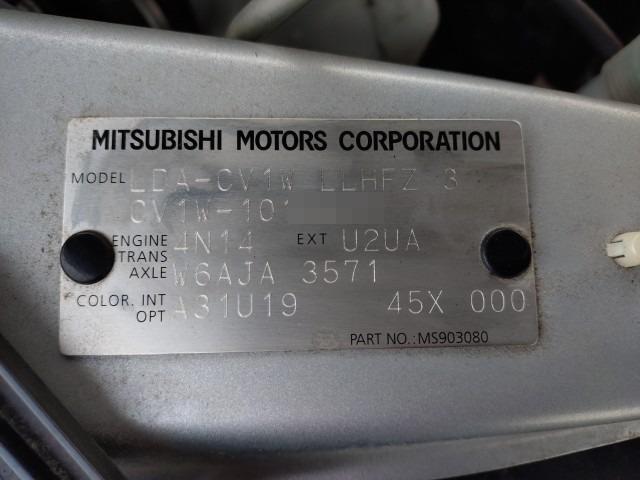 MITSUBISHI MOTORS CORPORATION
MODEL LDA-CV1W LLHFZ 3
CV1W-101
ENGINE 4N14 EXT U2UA
TRANS
AXLE W6AJA 3571
COLOR. INT A31U19 45X 000
OPT
PART NO.:MS903080